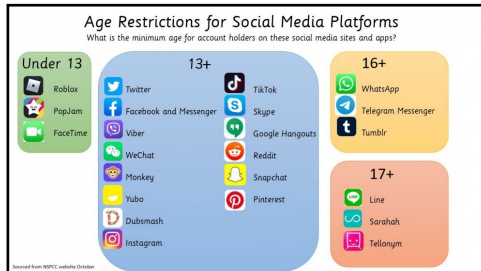 Age Restrictions for Social Media Platforms
What is the minimum age for account holders on these social media sites and apps?
Under 13
Roblox
PopJam
FaceTime
13+
Twitter
Facebook and Messenger
Viber
WeChat
Monkey
Yubo
Dubsmash
Instagram
TikTok
Skype
Google Hangouts
Reddit
Snapchat
Pinterest
16+
WhatsApp
Telegram Messenger
Tumblr
17+
LINE
Line
Sarahah
Tellonym
Sourced from NSPCC website October